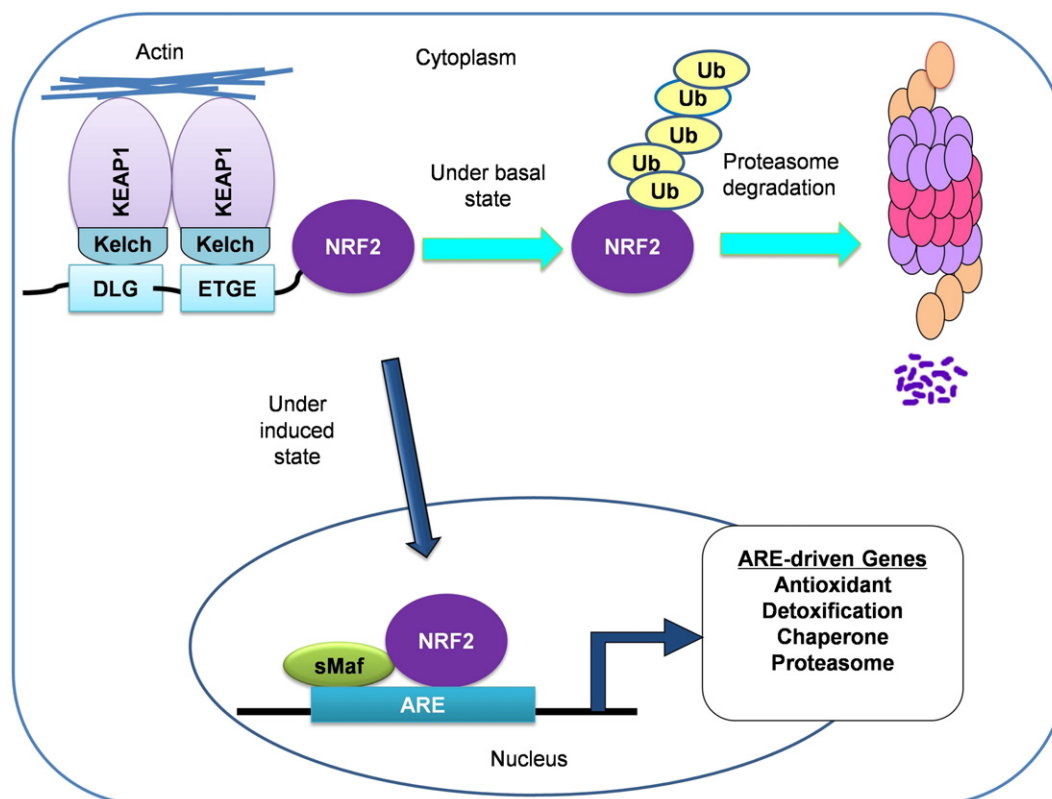 Actin
Cytoplasm
KEAP1
KEAP1
Kelch
Kelch
DLG
ETGE
NRF2
Under basal
state
Ub
Ub
Ub
Ub
Ub
NRF2
Proteasome
degradation
Under
induced
state
sMaf
NRF2
ARE
ARE-driven Genes
Antioxidant
Detoxification
Chaperone
Proteasome
Nucleus